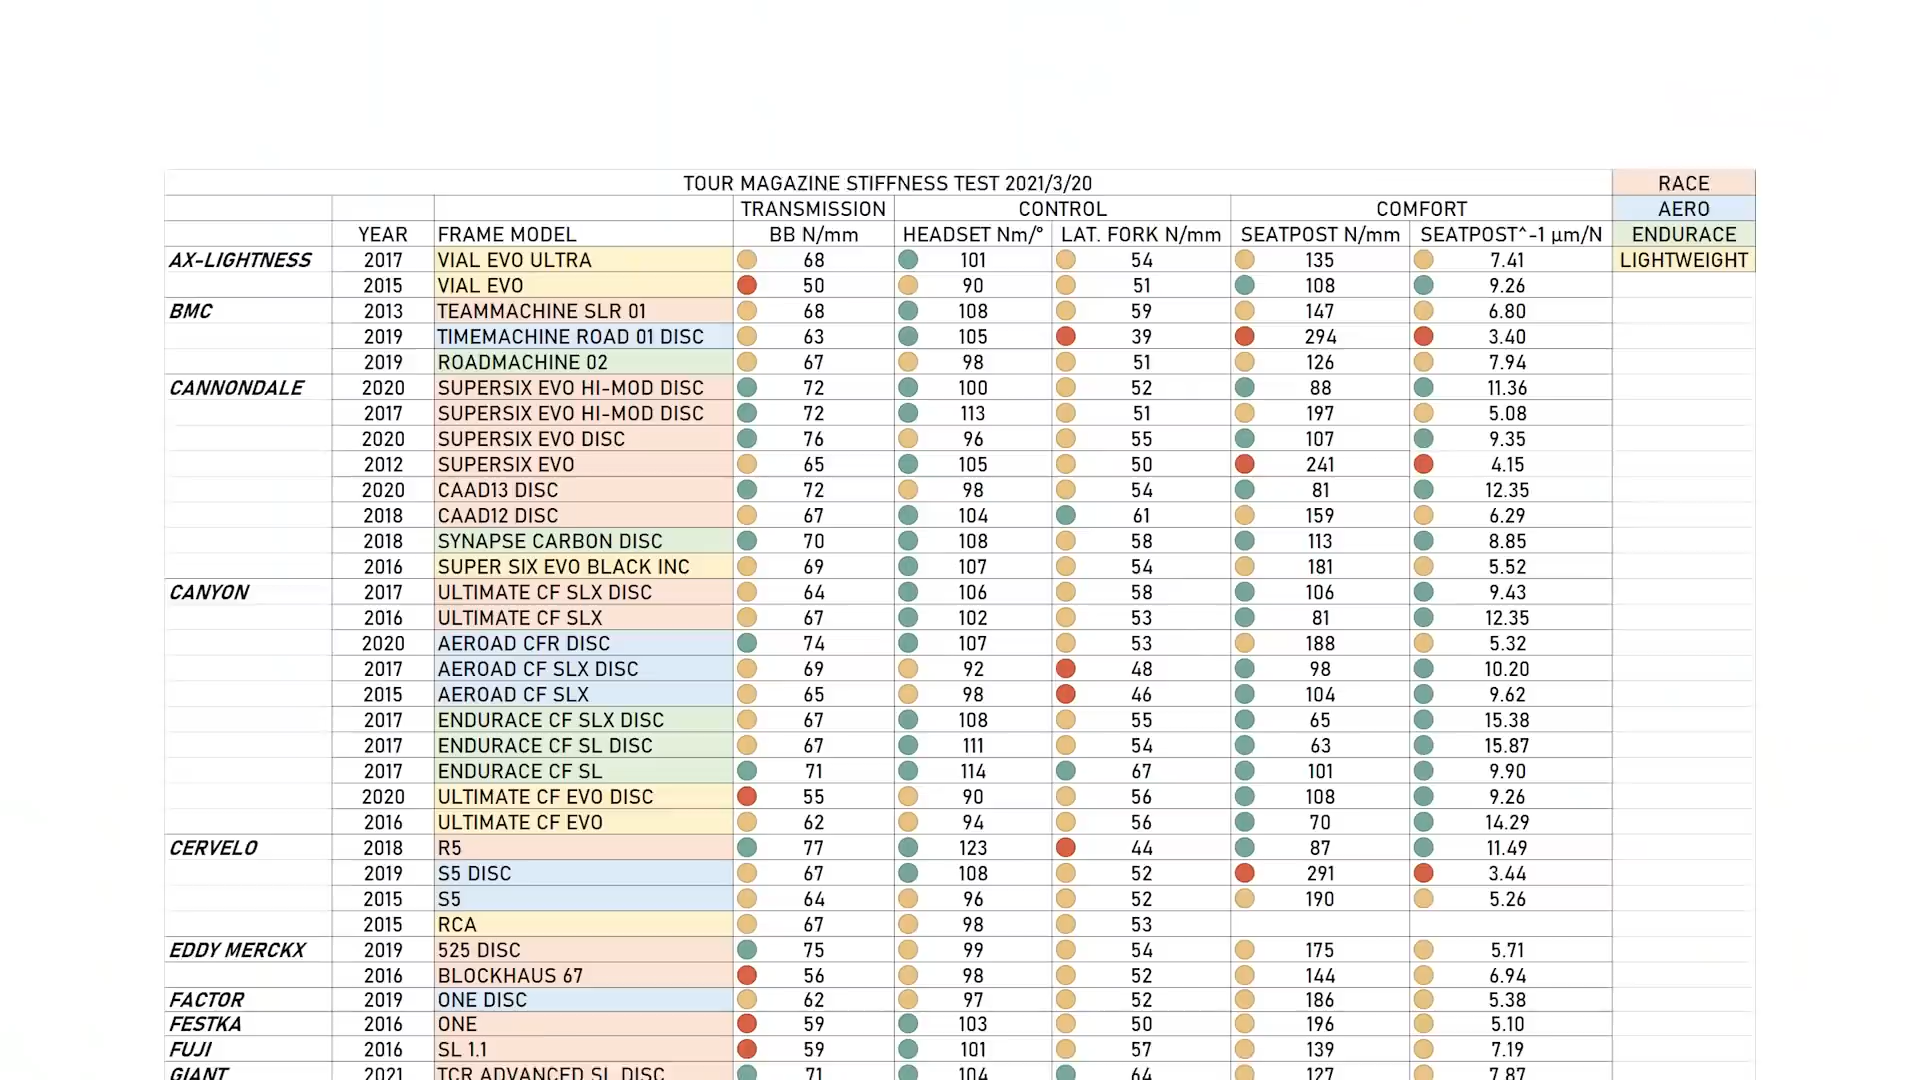 TOUR MAGAZINE STIFFNESS TEST 2021/3/20 RACE
TRANSMISSION CONTROL COMFORT AERO
YEAR FRAME MODEL BB N/mm HEADSET Nm/° LAT. FORK N/mm SEATPOST N/mm SEATPOST^-1 µm/N ENDURACE
AX-LIGHTNESS 2017 VIAL EVO ULTRA 68 101 54 135 7.41 LIGHTWEIGHT
2015 VIAL EVO 50 90 51 108 9.26
BMC 2013 TEAMMACHINE SLR 01 68 108 59 147 6.80
2019 TIMEMACHINE ROAD 01 DISC 63 105 39 294 3.40
2019 ROADMACHINE 02 67 98 51 126 7.94
CANNONDALE 2020 SUPERSIX EVO HI-MOD DISC 72 100 52 88 11.36
2017 SUPERSIX EVO HI-MOD DISC 72 113 51 197 5.08
2020 SUPERSIX EVO DISC 76 96 55 107 9.35
2012 SUPERSIX EVO 65 105 50 241 4.15
2020 CAAD13 DISC 72 98 54 81 12.35
2018 CAAD12 DISC 67 104 61 159 6.29
2018 SYNAPSE CARBON DISC 70 108 58 113 8.85
2016 SUPER SIX EVO BLACK INC 69 107 54 181 5.52
CANYON 2017 ULTIMATE CF SLX DISC 64 106 58 106 9.43
2016 ULTIMATE CF SLX 67 102 53 81 12.35
2020 AEROAD CFR DISC 74 107 53 188 5.32
2017 AEROAD CF SLX DISC 69 92 48 98 10.20
2015 AEROAD CF SLX 65 98 46 104 9.62
2017 ENDURACE CF SLX DISC 67 108 55 65 15.38
2017 ENDURACE CF SL DISC 67 111 54 63 15.87
2017 ENDURACE CF SL 71 114 67 101 9.90
2020 ULTIMATE CF EVO DISC 55 90 56 108 9.26
2016 ULTIMATE CF EVO 62 94 56 70 14.29
CERVELO 2018 R5 77 123 44 87 11.49
2019 S5 DISC 67 108 52 291 3.44
2015 S5 64 96 52 190 5.26
2015 RCA 67 98 53
EDDY MERCKX 2019 525 DISC 75 99 54 175 5.71
2016 BLOCKHAUS 67 56 98 52 144 6.94
FACTOR 2019 ONE DISC 62 97 52 186 5.38
FESTKA 2016 ONE 59 103 50 196 5.10
FUJI 2016 SL 1.1 59 101 57 139 7.19
GIANT 2021 TCR ADVANCED SL DISC 71 104 64 127 7.87